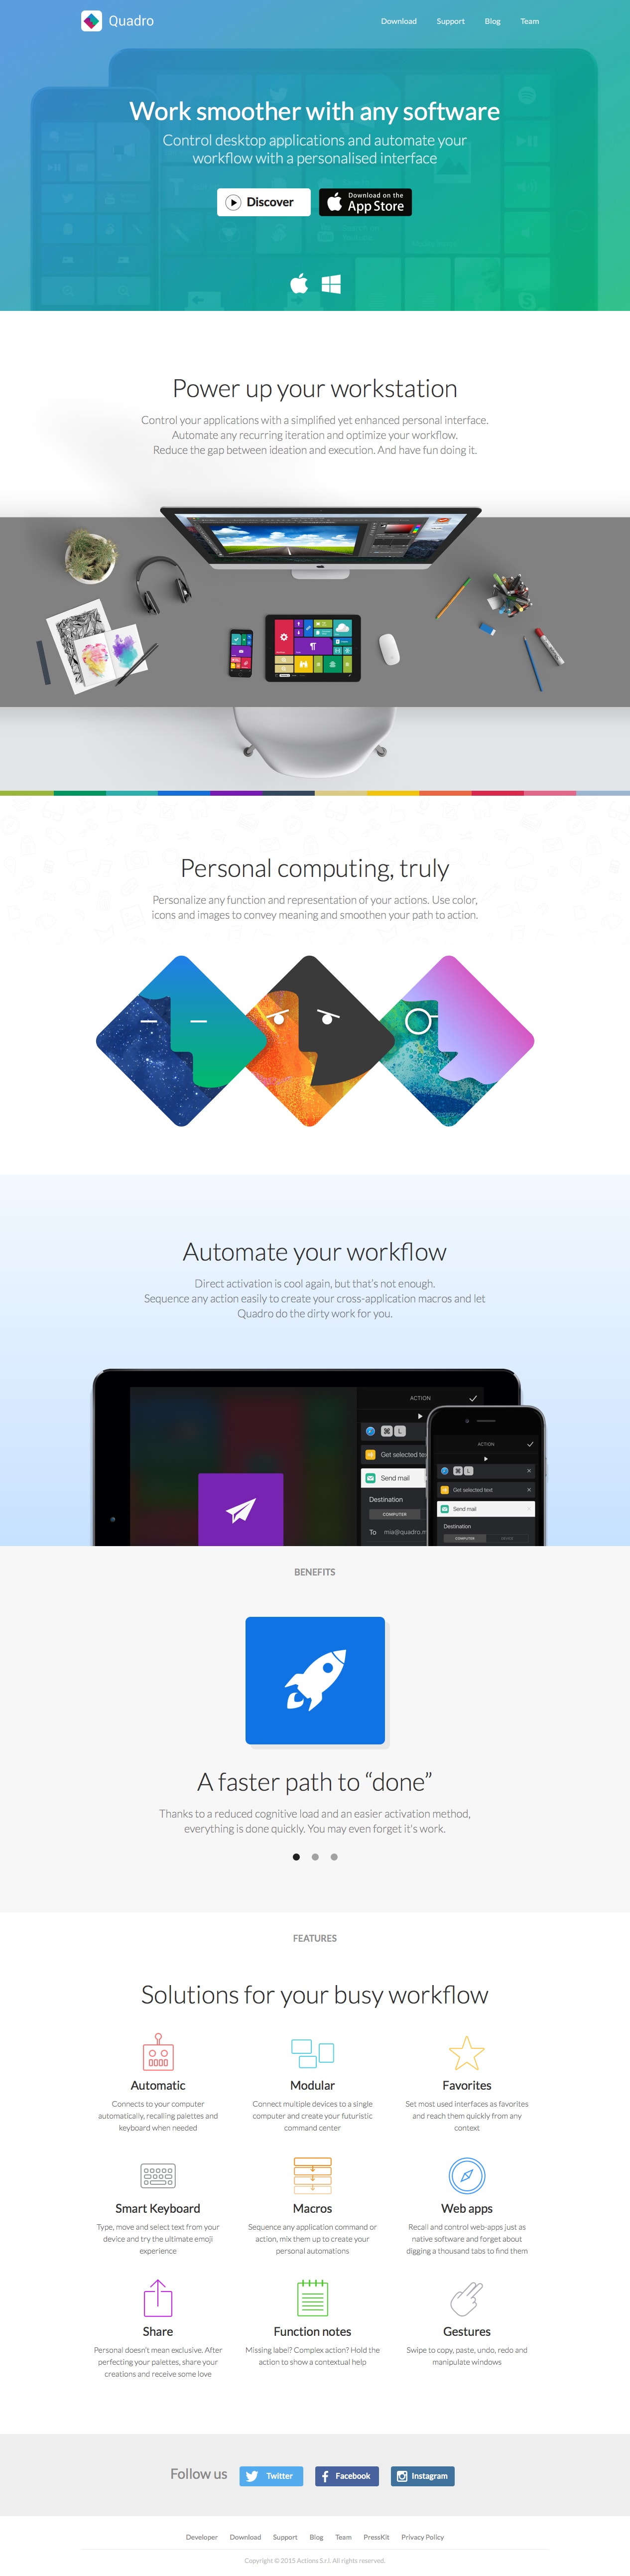 Quadro
Download Support Blog Team
Work smoother with any software
Control desktop applications and automate your
workflow with a personalised interface
Discover
Download on the
App Store
Power up your workstation
Control your applications with a simplified yet enhanced personal interface.
Automate any recurring iteration and optimize your workflow.
Reduce the gap between ideation and execution. And have fun doing it.
Personal computing, truly
Personalize any function and representation of your actions. Use color,
icons and images to convey meaning and smoothen your path to action.
Automate your workflow
Direct activation is cool again, but that's not enough.
Sequence any action easily to create your cross-application macros and let
Quadro do the dirty work for you.
ACTION
L
Get selected te
Send mail
Destination
COMPUTER
To mia@quadro.m
ACTION
L
Get selected text
Send mail
Destination
COMPUTER
BENEFITS
A faster path to “done”
Thanks to a reduced cognitive load and an easier activation method,
everything is done quickly. You may even forget it's work.
FEATURES
Solutions for your busy workflow
Automatic
Connects to your computer
automatically, recalling palettes and
keyboard when needed
Modular
Connect multiple devices to a single
computer and create your futuristic
command center
Favorites
Set most used interfaces as favorites
and reach them quickly from any
context
Smart Keyboard
Type, move and select text from your
device and try the ultimate emoji
experience
Macros
Sequence any application command or
action, mix them up to create your
personal automations
Web apps
Recall and control web-apps just as
native software and forget about
digging a thousand tabs to find them
Share
Personal doesn't mean exclusive. After
perfecting your palettes, share your
creations and receive some love
Function notes
Missing label? Complex action? Hold the
action to show a contextual help
Gestures
Swipe to copy, paste, undo, redo and
manipulate windows
Follow us
Twitter
Facebook
Instagram
Developer Download Support Blog Team PressKit Privacy Policy
Copyright © 2015 Actions S.r.l. All rights reserved.